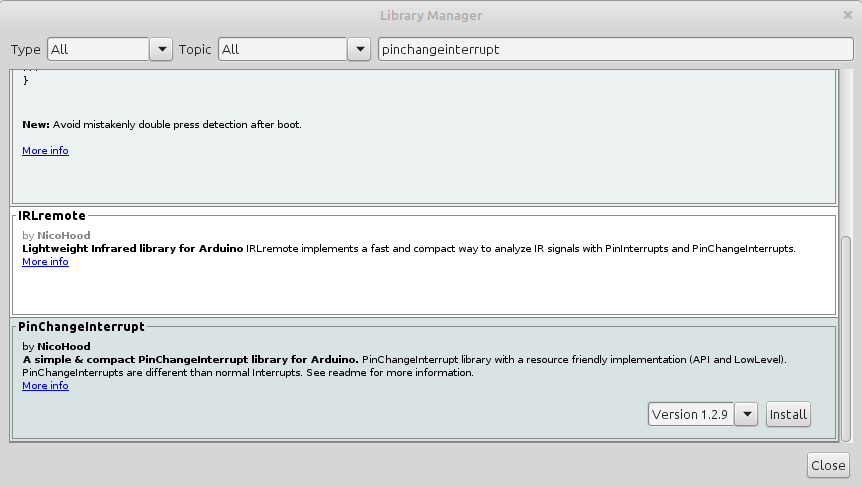 Library Manager
Type All Topic All pinchangeinterrupt
}
New: Avoid mistakenly double press detection after boot.
More info
IRLremote
by NicoHood
Lightweight Infrared library for Arduino IRLremote implements a fast and compact way to analyze IR signals with PinInterrupts and PinChangeInterrupts.
More info
PinChangeInterrupt
by NicoHood
A simple & compact PinChangeInterrupt library for Arduino. PinChangeInterrupt library with a resource friendly implementation (API and LowLevel).
PinChangeInterrupts are different than normal Interrupts. See readme for more information.
More info
Version 1.2.9 Install
Close